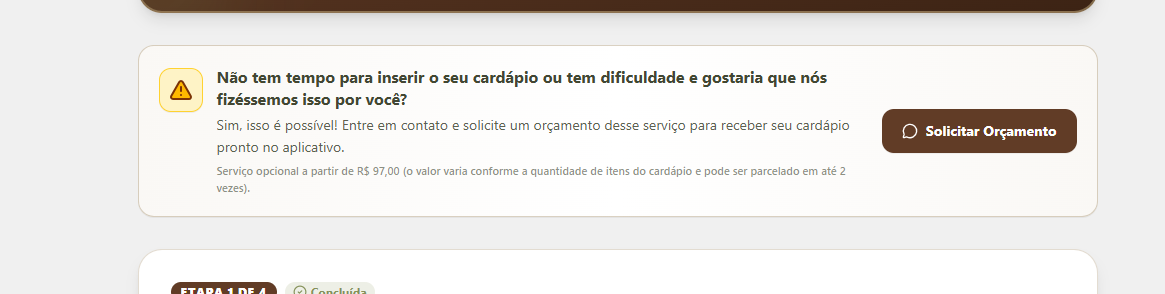 Não tem tempo para inserir o seu cardápio ou tem dificuldade e gostaria que nós
fizéssemos isso por você?
Sim, isso é possível! Entre em contato e solicite um orçamento desse serviço para receber seu cardápio
pronto no aplicativo.
Serviço opcional a partir de R$ 97,00 (o valor varia conforme a quantidade de itens do cardápio e pode ser parcelado em até 2
vezes).
Solicitar Orçamento
ETAPA 1 DE 4 Concluída